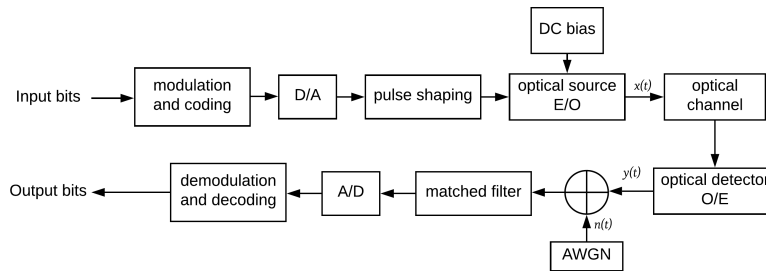 DC bias
Input bits
modulation
and coding
D/A
pulse shaping
optical source
E/O
x(t)
optical
channel
Output bits
demodulation
and decoding
A/D
matched filter
y(t)
n(t)
optical detector
O/E
AWGN